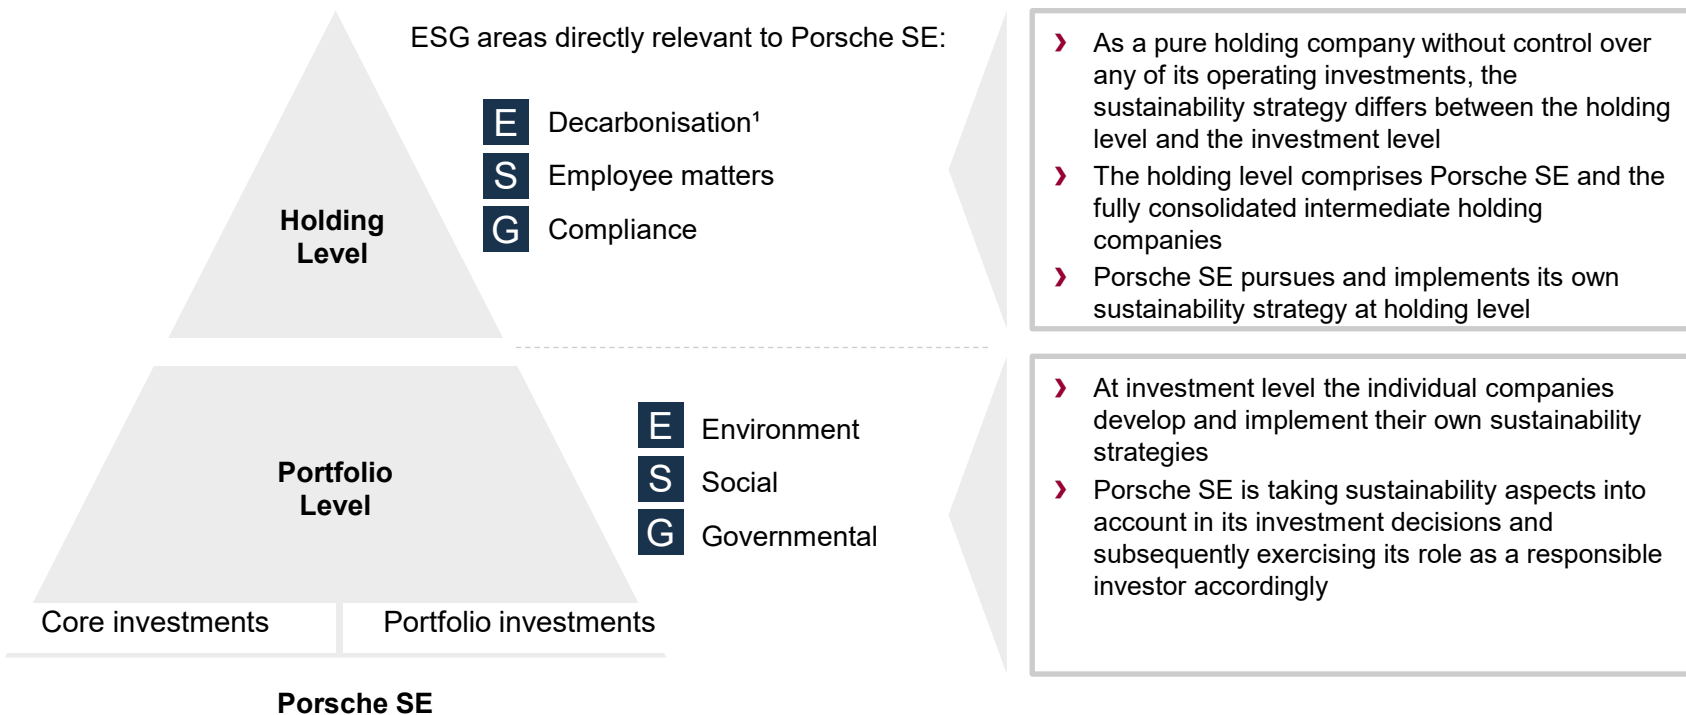 ESG areas directly relevant to Porsche SE:
E Decarbonisation¹
S Employee matters
G Compliance
Holding
Level
› As a pure holding company without control over
any of its operating investments, the
sustainability strategy differs between the holding
level and the investment level
› The holding level comprises Porsche SE and the
fully consolidated intermediate holding
companies
› Porsche SE pursues and implements its own
sustainability strategy at holding level
Portfolio
Level
E Environment
S Social
G Governmental
› At investment level the individual companies
develop and implement their own sustainability
strategies
› Porsche SE is taking sustainability aspects into
account in its investment decisions and
subsequently exercising its role as a responsible
investor accordingly
Core investments
Portfolio investments
Porsche SE